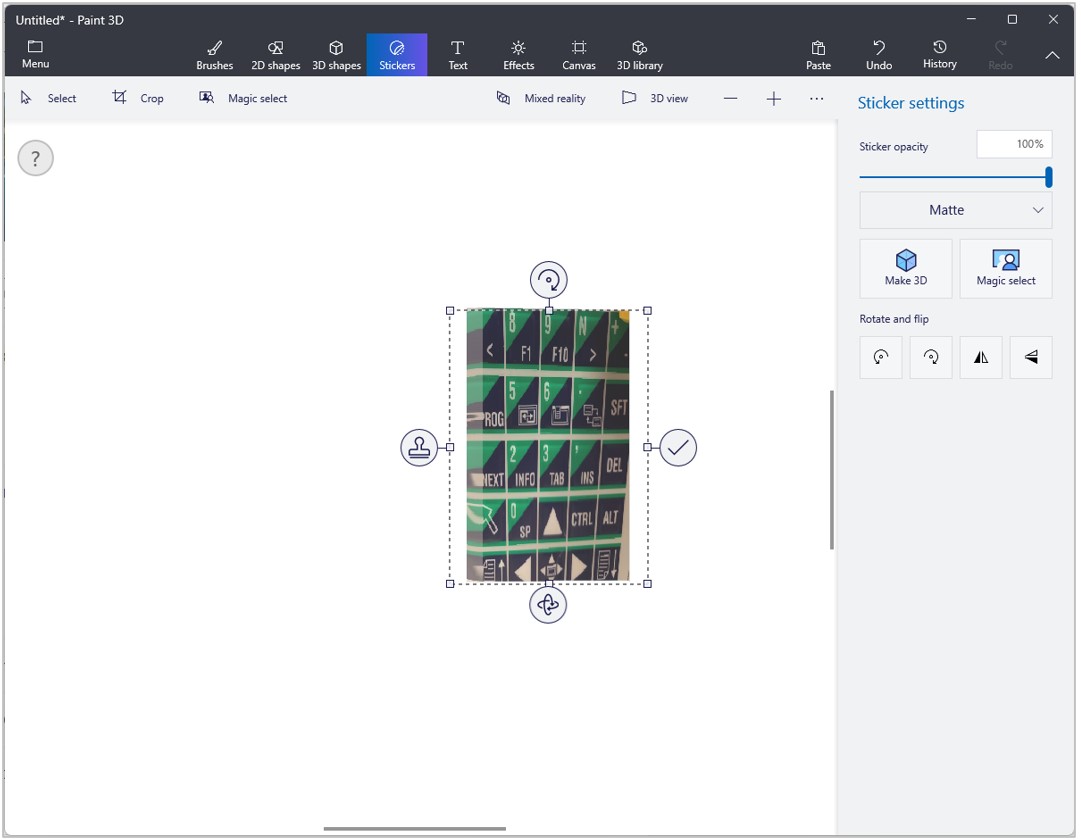 Untitled* - Paint 3D
Menu
Brushes 2D shapes 3D shapes Stickers Text Effects Canvas 3D library Paste Undo History Redo
Select Crop Magic select Mixed reality 3D view
Sticker settings
Sticker opacity 100%
Matte
Make 3D Magic select
Rotate and flip
?
8 9 N +
< F1 F10 > .
5 6 .
ROG SFT
2 3 '
NEXT INFO TAB INS DEL
0
SP CTRL ALT